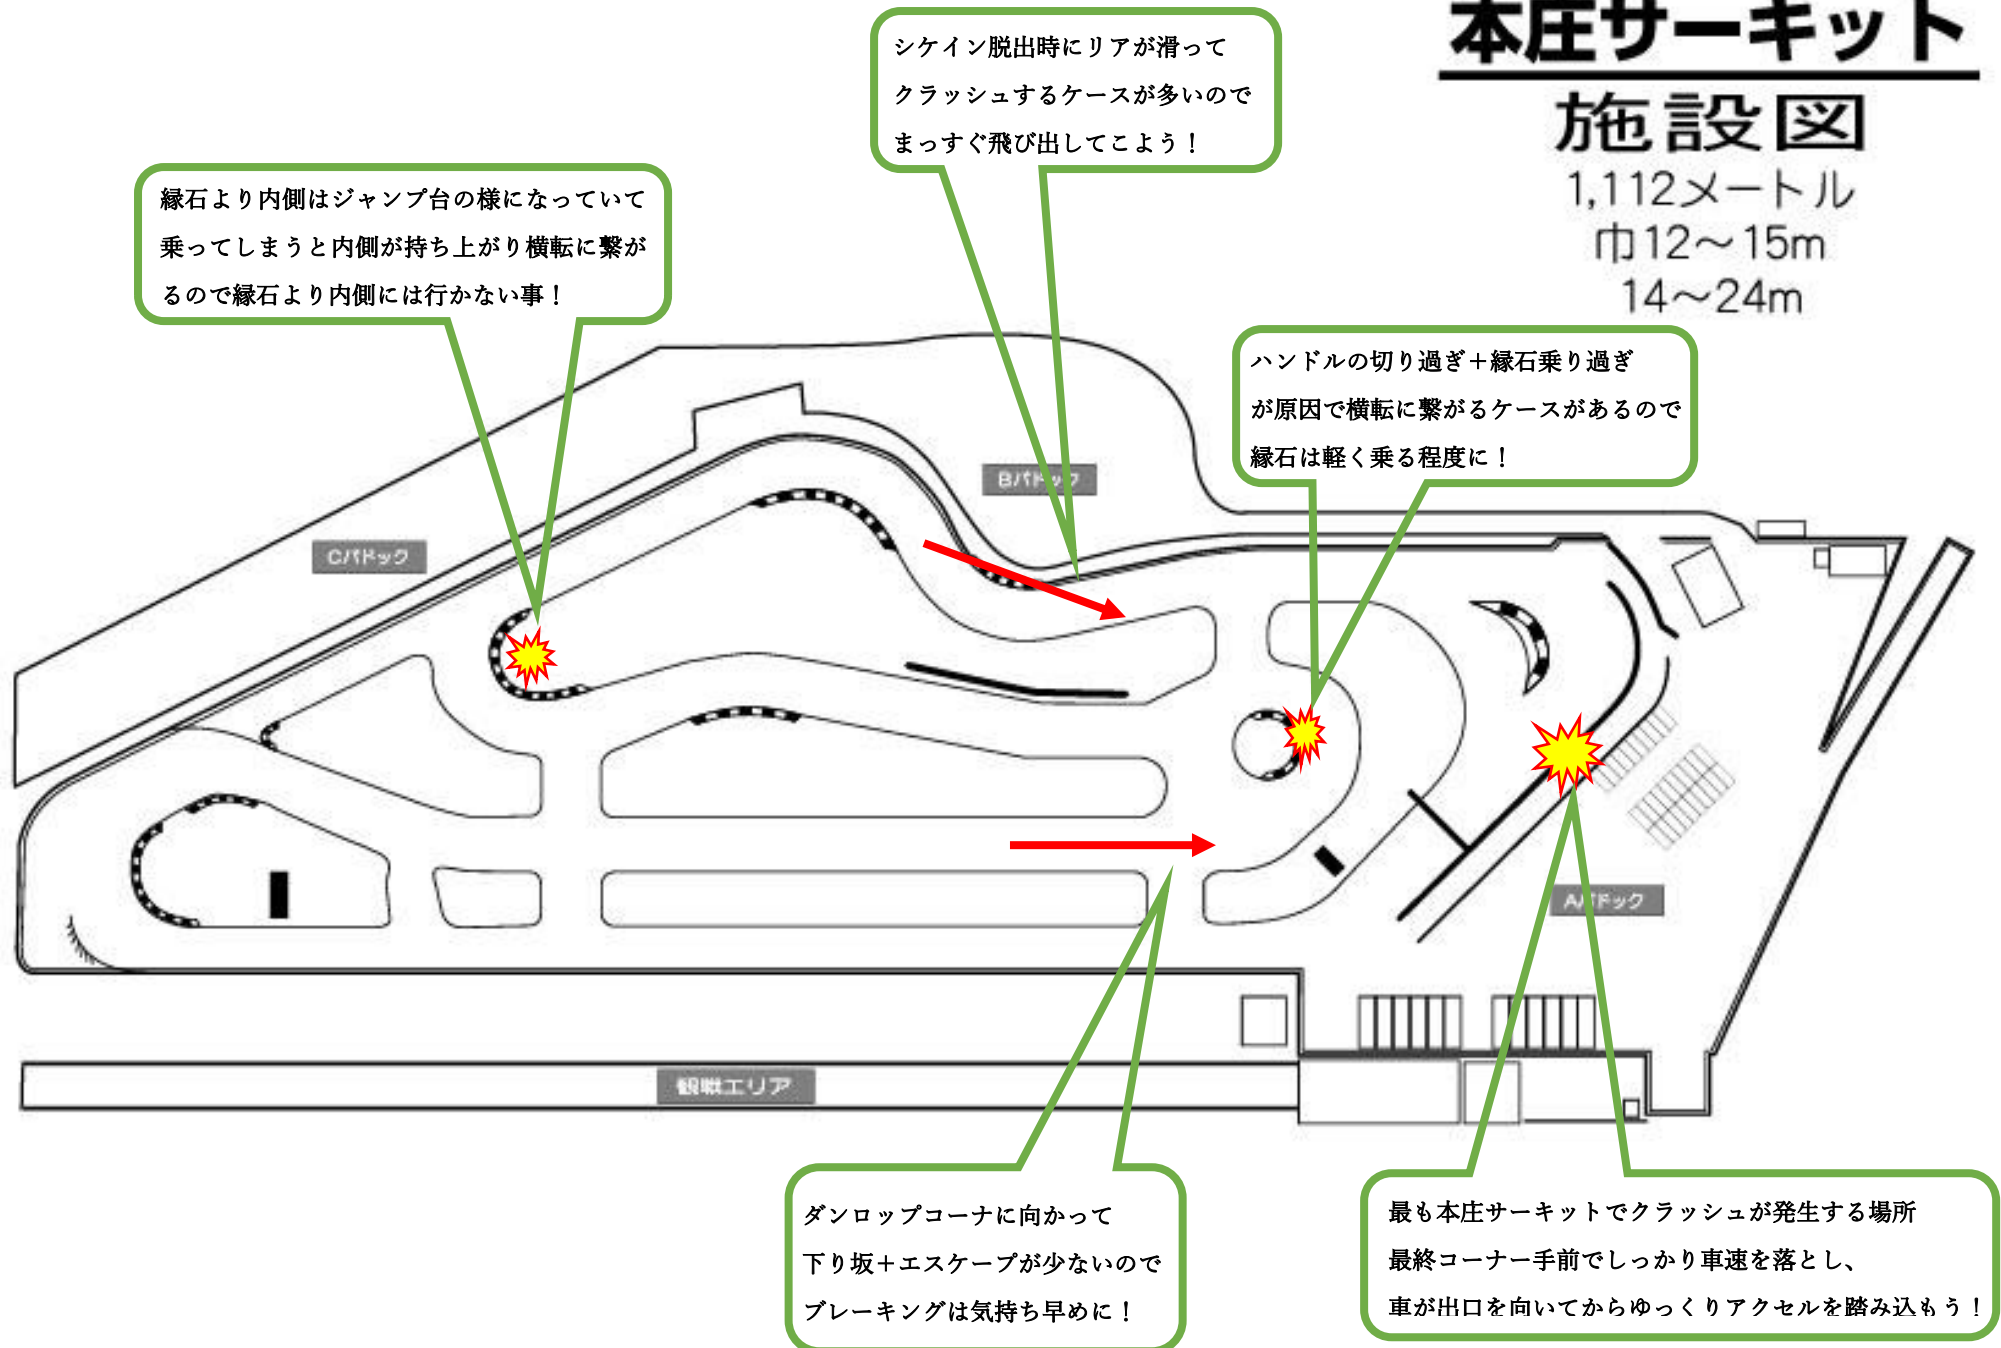 本庄サーキット
施設図
1,112メートル
巾12～15m
14～24m
シケイン脱出時にリアが滑って
クラッシュするケースが多いので
まっすぐ飛び出してこよう！
縁石より内側はジャンプ台の様になっていて
乗ってしまうと内側が持ち上がり横転に繋が
るので縁石より内側には行かない事！
ハンドルの切り過ぎ＋縁石乗り過ぎ
が原因で横転に繋がるケースがあるので
縁石は軽く乗る程度に！
Bパドック
Cパドック
Aパドック
観戦エリア
ダンロップコーナに向かって
下り坂＋エスケープが少ないので
ブレーキングは気持ち早めに！
最も本庄サーキットでクラッシュが発生する場所
最終コーナー手前でしっかり車速を落とし、
車が出口を向いてからゆっくりアクセルを踏み込もう！